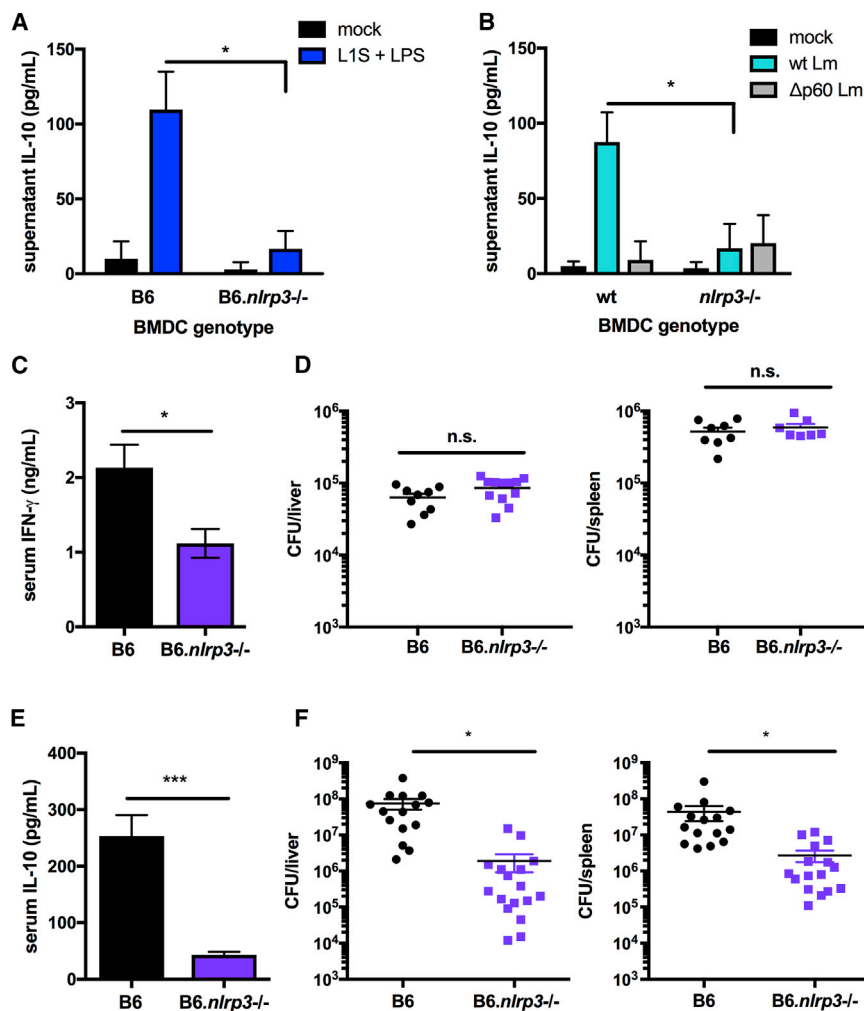 A
supernatant IL-10 (pg/mL)
150
100
50
0
*
mock
L1S + LPS
B6
B6.nlrp3-/-
BMDC genotype
B
supernatant IL-10 (pg/mL)
150
100
50
0
*
mock
wt Lm
Δp60 Lm
wt
nlrp3-/-
BMDC genotype
C
serum IFN-γ (ng/mL)
3
2
1
0
*
B6
B6.nlrp3-/-
D
CFU/liver
10⁶
10⁵
10⁴
10³
n.s.
B6
B6.nlrp3-/-
CFU/spleen
10⁶
10⁵
10⁴
10³
n.s.
B6
B6.nlrp3-/-
E
serum IL-10 (pg/mL)
400
300
200
100
0
***
B6
B6.nlrp3-/-
F
CFU/liver
10⁹
10⁸
10⁷
10⁶
10⁵
10⁴
10³
*
B6
B6.nlrp3-/-
CFU/spleen
10⁹
10⁸
10⁷
10⁶
10⁵
10⁴
10³
*
B6
B6.nlrp3-/-